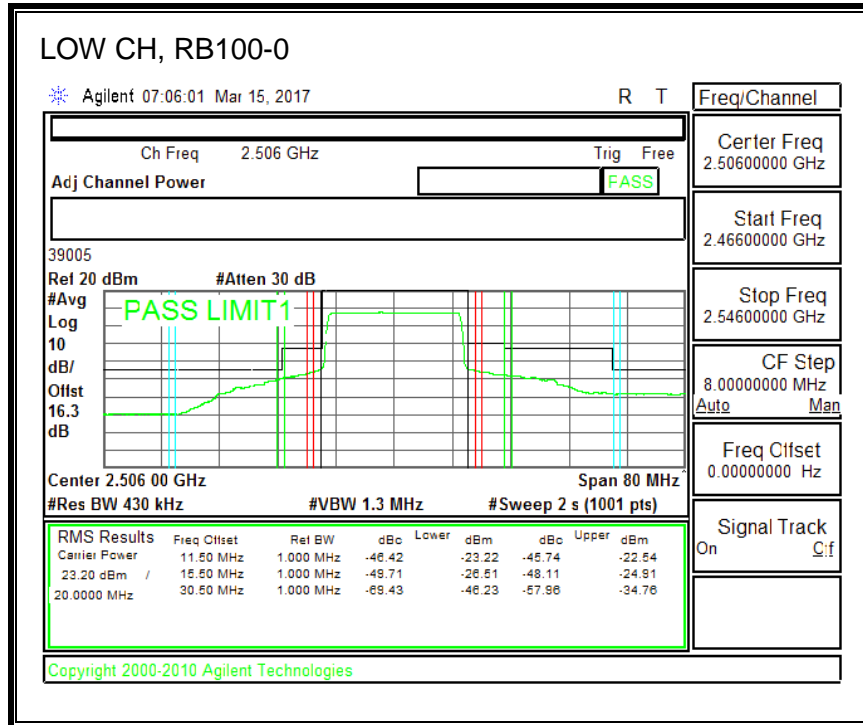 LOW CH, RB100-0
Agilent 07:06:01 Mar 15, 2017 R T
Freq/Channel
Ch Freq 2.506 GHz Trig Free
Adj Channel Power PASS
Center Freq
2.50600000 GHz
Start Freq
2.46600000 GHz
Stop Freq
2.54600000 GHz
CF Step
8.00000000 MHz
Auto Man
Freq Offset
0.00000000 Hz
Signal Track
On Off
39005
Ref 20 dBm #Atten 30 dB
#Avg
Log
10
dB/
Offst
16.3
dB
PASS LIMIT1
Center 2.506 00 GHz Span 80 MHz
#Res BW 430 kHz #VBW 1.3 MHz #Sweep 2 s (1001 pts)
RMS Results Freq Offset Ref BW dBc Lower dBm dBc Upper dBm
Carrier Power 11.50 MHz 1.000 MHz -46.42 -23.22 -45.74 -22.54
23.20 dBm / 15.50 MHz 1.000 MHz -49.71 -26.51 -48.11 -24.91
20.0000 MHz 30.50 MHz 1.000 MHz -69.43 -46.23 -57.96 -34.76
Copyright 2000-2010 Agilent Technologies